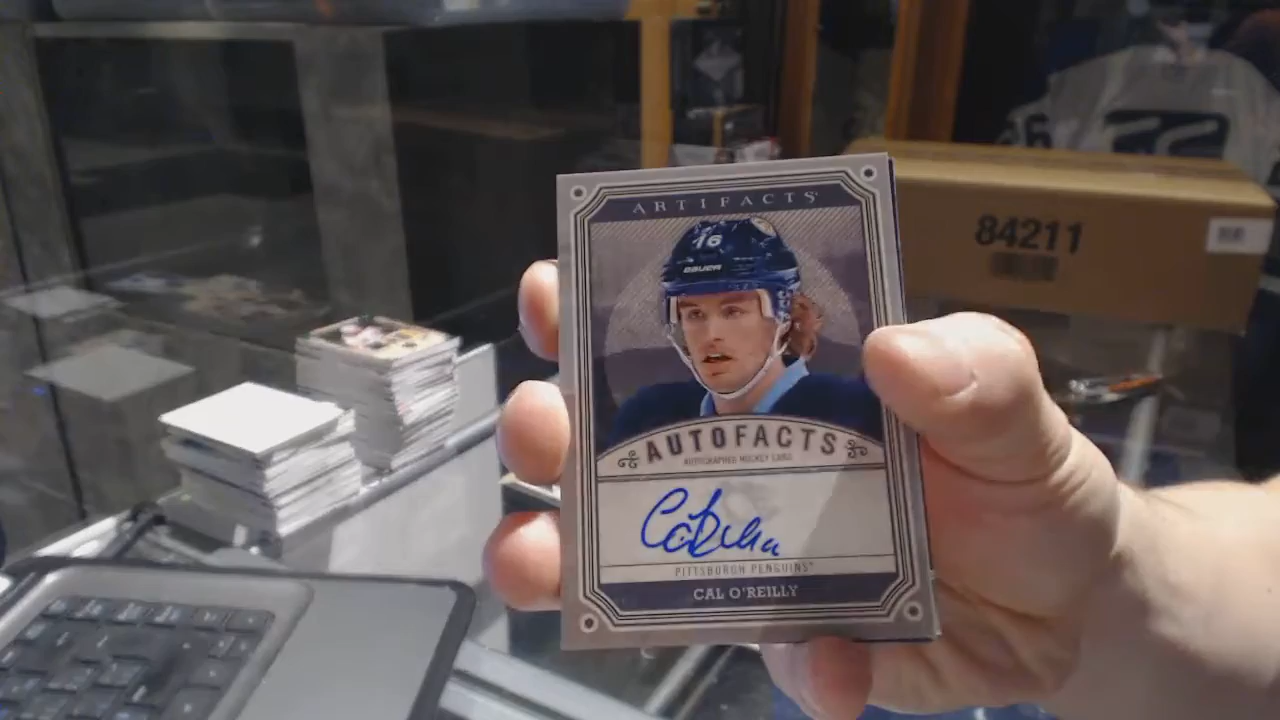 ARTIFACTS
16
BAUER
AUTOFACTS
AUTOGRAPHED HOCKEY CARD
PITTSBURGH PENGUINS
CAL O'REILLY
84211